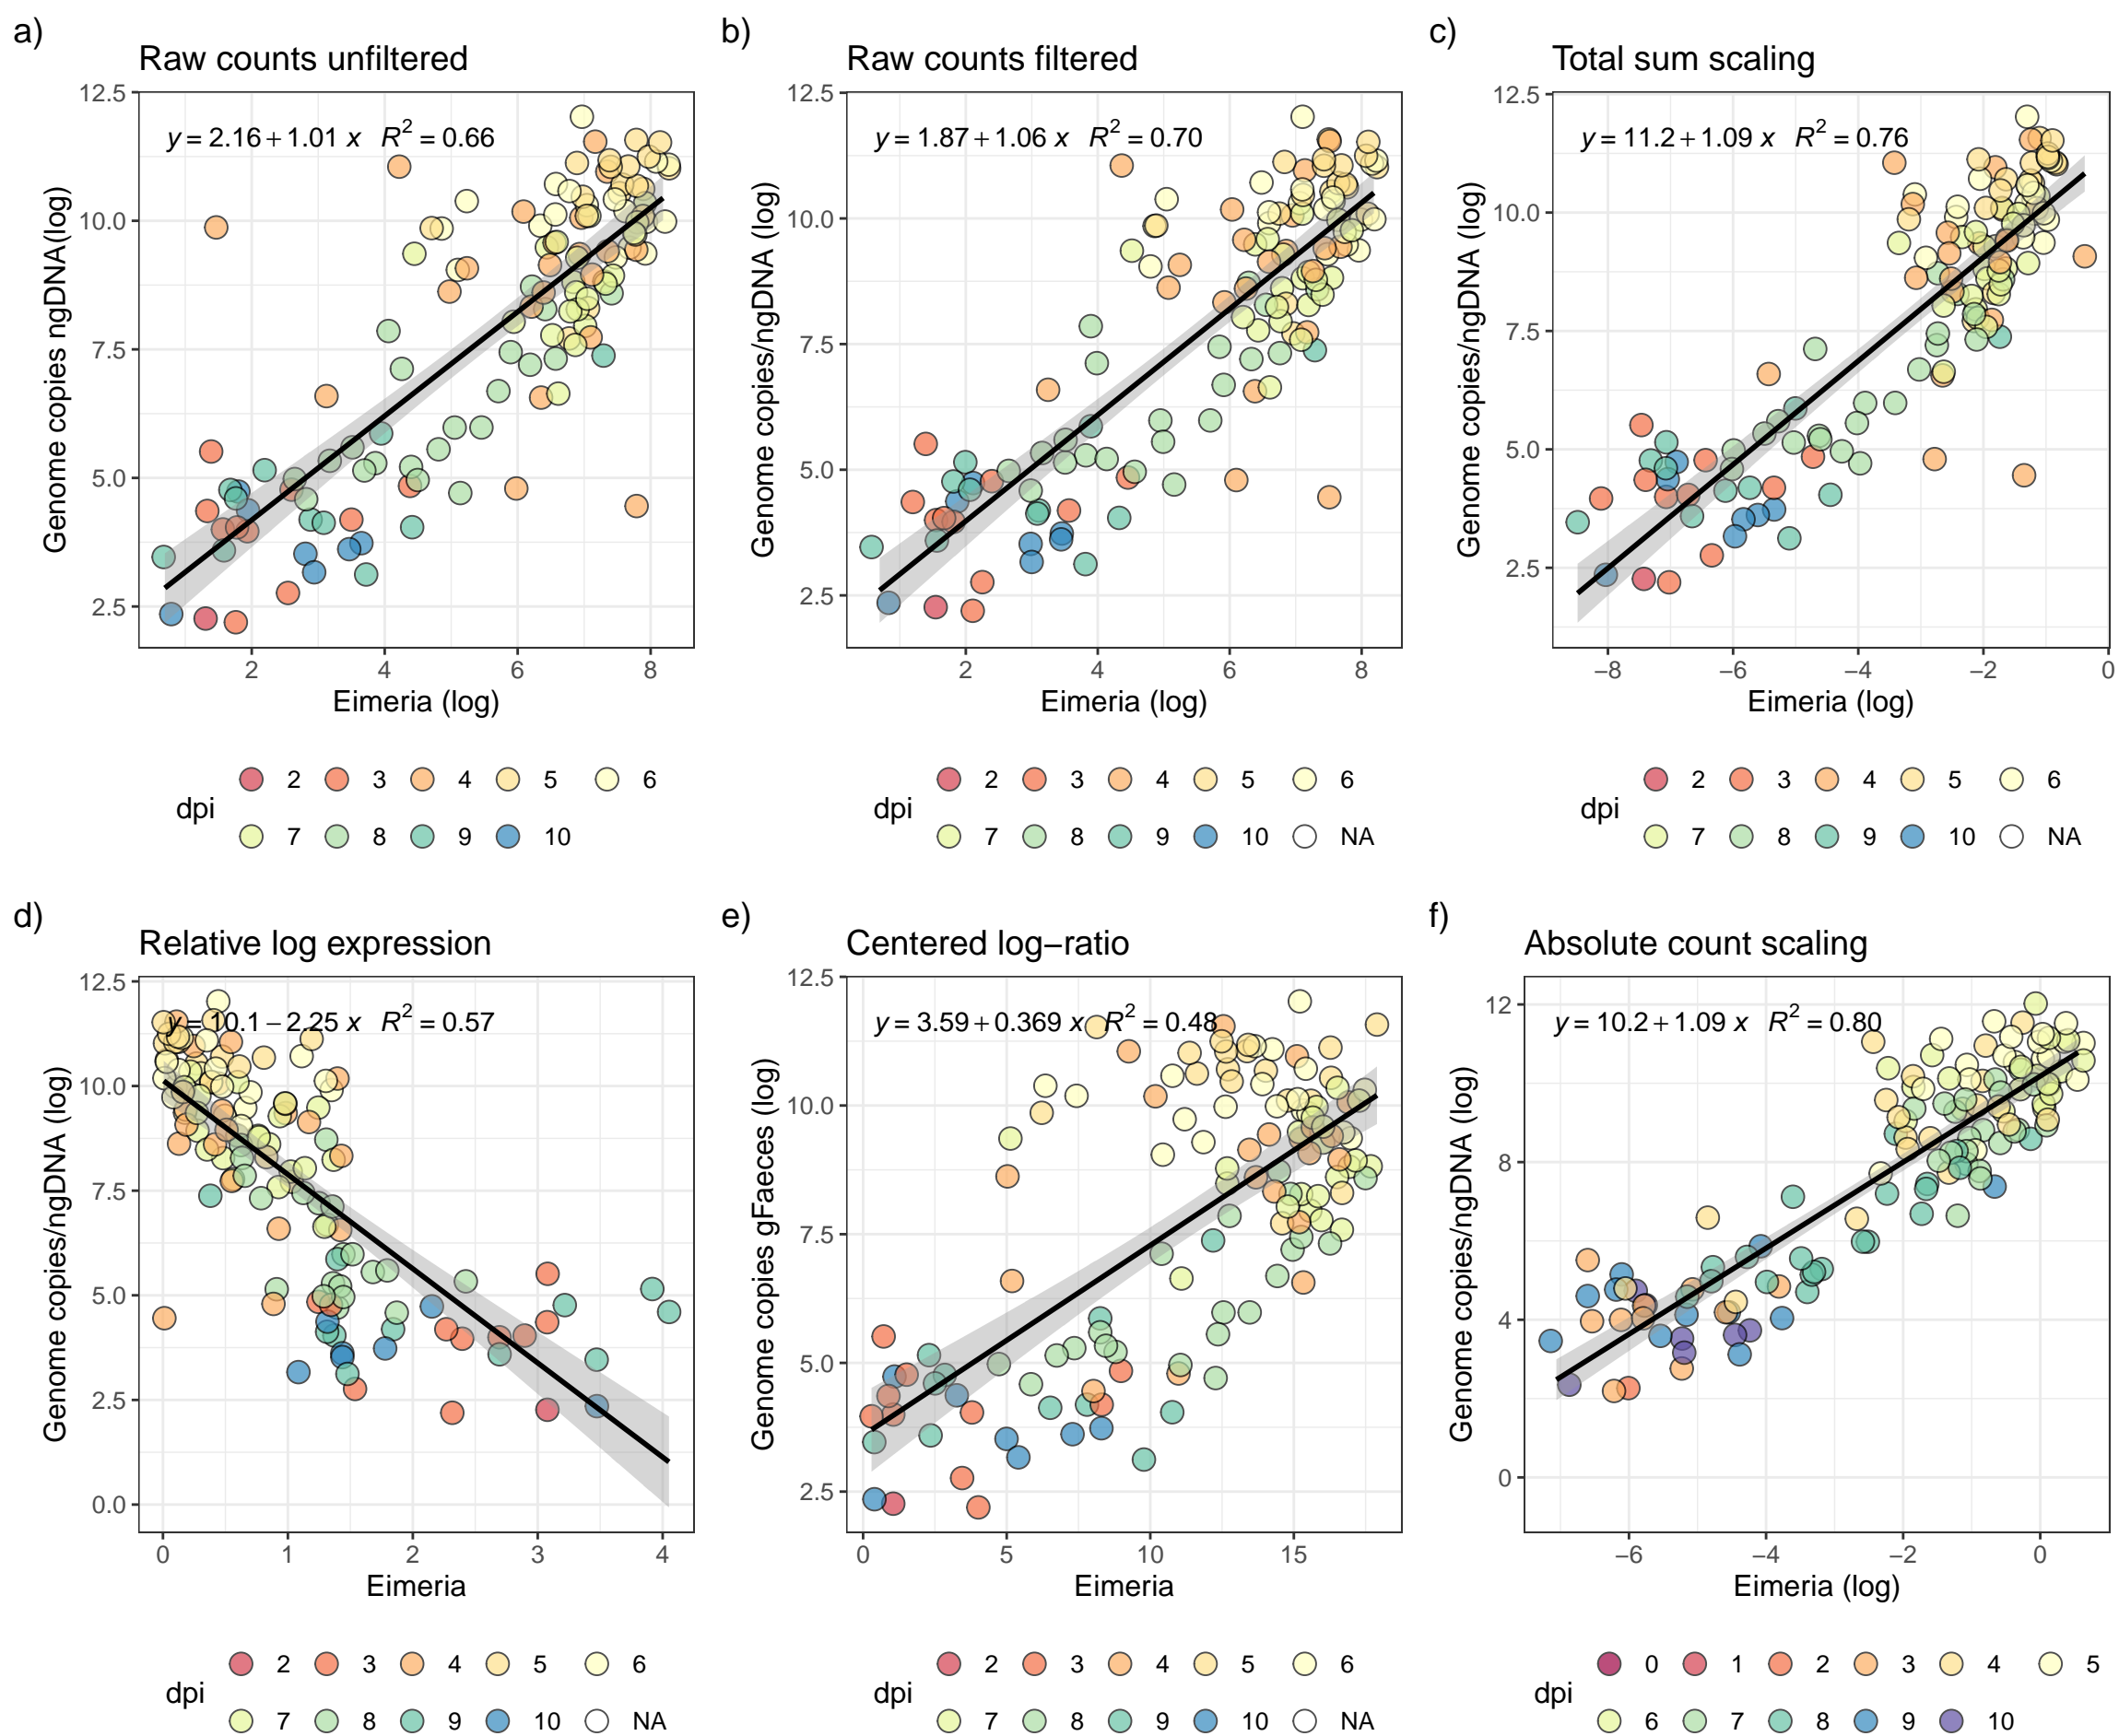 a)
Raw counts unfiltered
y = 2.16 + 1.01 x R² = 0.66
Genome copies ngDNA(log)
12.5
10.0
7.5
5.0
2.5
2 4 6 8
Eimeria (log)
dpi
2 3 4 5 6
7 8 9 10
b)
Raw counts filtered
y = 1.87 + 1.06 x R² = 0.70
Genome copies/ngDNA (log)
12.5
10.0
7.5
5.0
2.5
2 4 6 8
Eimeria (log)
dpi
2 3 4 5 6
7 8 9 10 NA
c)
Total sum scaling
y = 11.2 + 1.09 x R² = 0.76
Genome copies/ngDNA (log)
12.5
10.0
7.5
5.0
2.5
−8 −6 −4 −2 0
Eimeria (log)
dpi
2 3 4 5 6
7 8 9 10 NA
d)
Relative log expression
y = 10.1 − 2.25 x R² = 0.57
Genome copies/ngDNA (log)
12.5
10.0
7.5
5.0
2.5
0.0
0 1 2 3 4
Eimeria
dpi
2 3 4 5 6
7 8 9 10 NA
e)
Centered log−ratio
y = 3.59 + 0.369 x R² = 0.48
Genome copies gFaeces (log)
12.5
10.0
7.5
5.0
2.5
0 5 10 15
Eimeria
dpi
2 3 4 5 6
7 8 9 10 NA
f)
Absolute count scaling
y = 10.2 + 1.09 x R² = 0.80
Genome copies/ngDNA (log)
12
8
4
0
−6 −4 −2 0
Eimeria (log)
dpi
0 1 2 3 4 5
6 7 8 9 10